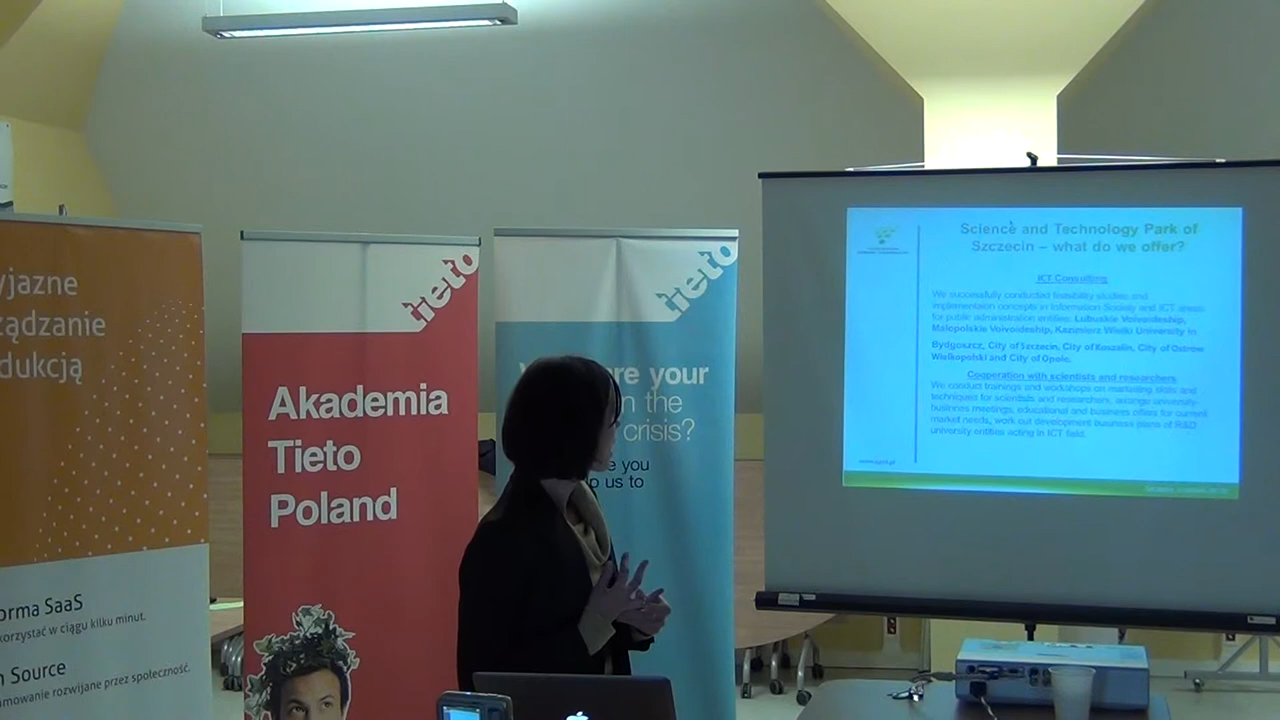 yjazne
ządzanie
dukcją
orma SaaS
korzystać w ciągu kilku minut.
n Source
mowanie rozwijane przez społeczność.
tieto
Akademia
Tieto
Poland
tieto
re your
n the
crisis?
e you
p us to
Science and Technology Park of
Szczecin – what do we offer?
ICT Consulting
We successfully conducted feasibility studies and
implementation concepts in Information Society and ICT areas
for public administration entities: Lubuskie Voivodeship,
Malopolskie Voivodeship, Kazimierz Wielki University in
Bydgoszcz, City of Szczecin, City of Koszalin, City of Ostrow
Wielkopolski and City of Opole.
Cooperation with scientists and researchers
We conduct trainings and workshops on marketing skills and
techniques for scientists and researchers, arrange university-
business meetings, educational and business offers for current
market needs, work out development business plans of R&D
university entities acting in ICT field.